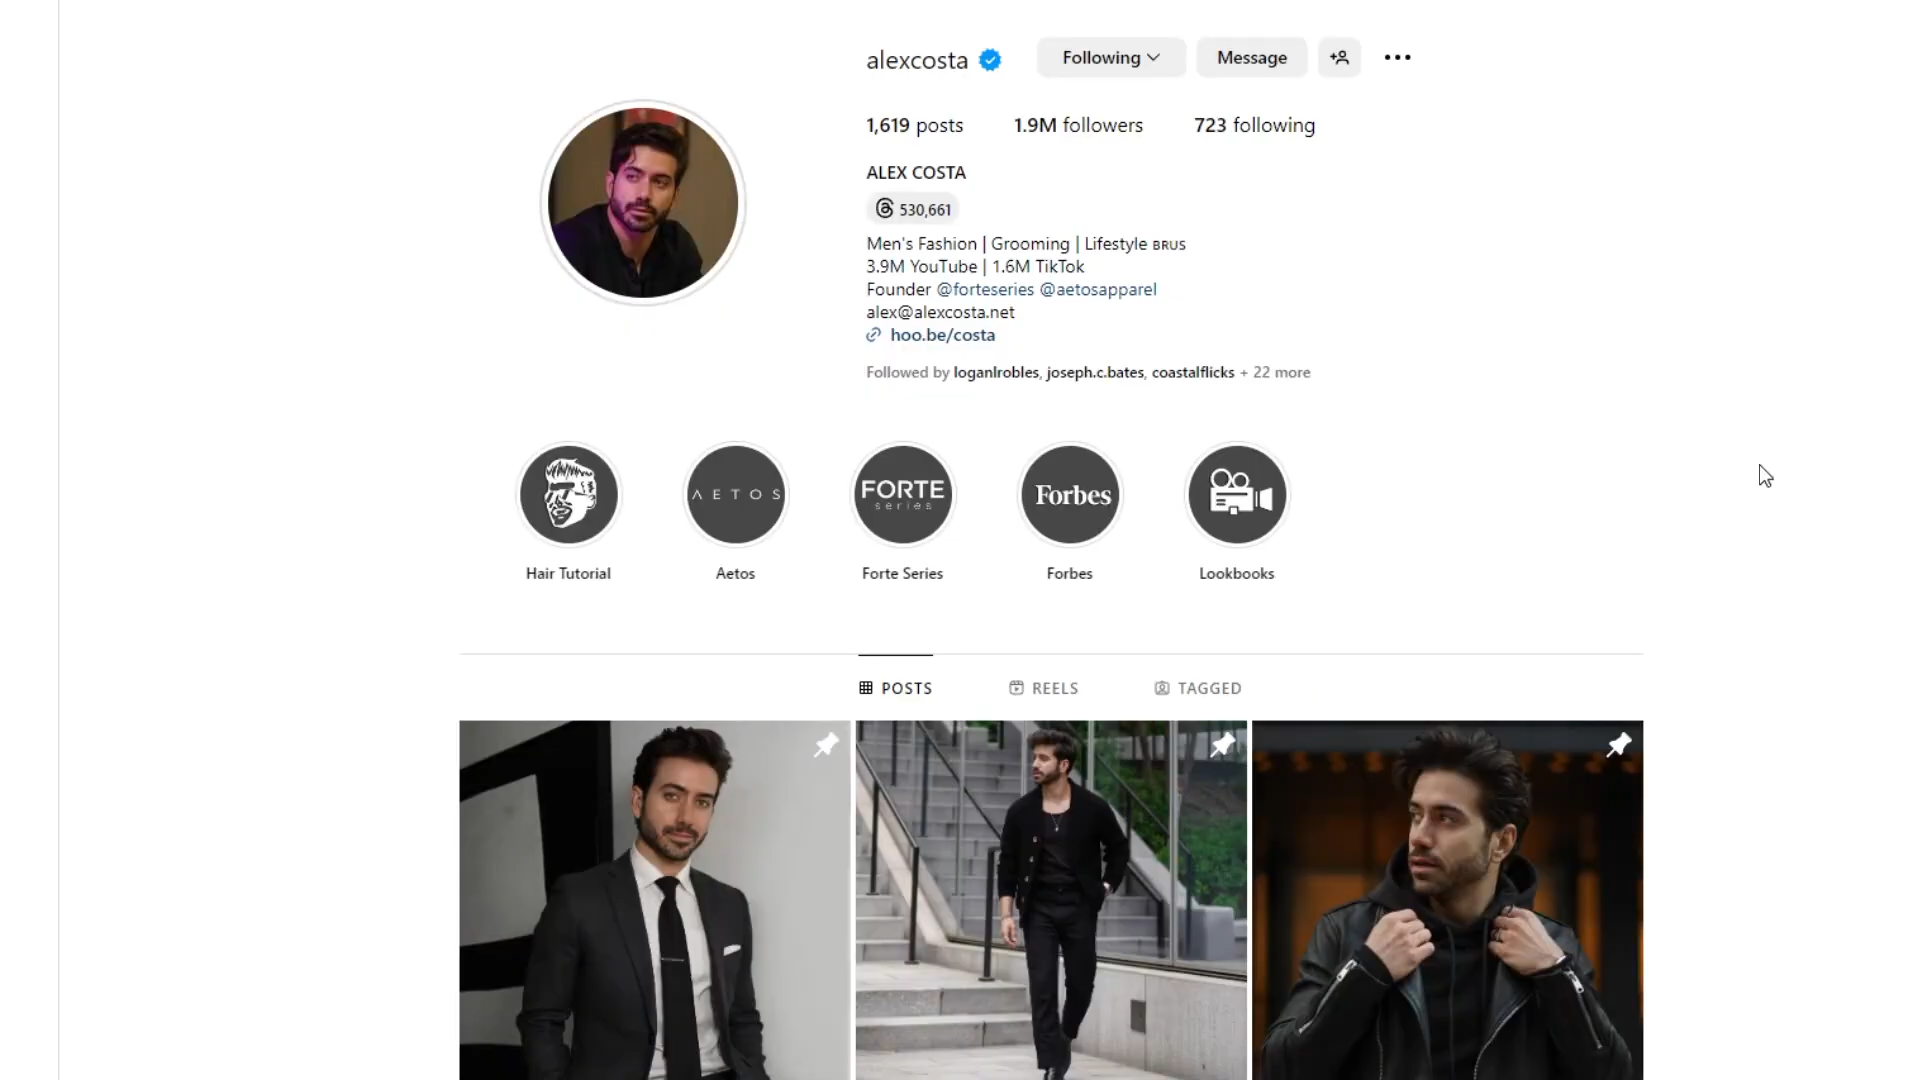 alexcosta
Following
Message
1,619 posts
1.9M followers
723 following
ALEX COSTA
530,661
Men's Fashion | Grooming | Lifestyle BRUS
3.9M YouTube | 1.6M TikTok
Founder @forteseries @aetosapparel
alex@alexcosta.net
hoo.be/costa
Followed by loganlrobles, joseph.c.bates, coastalflicks + 22 more
AETOS
FORTE
series
Forbes
Hair Tutorial
Aetos
Forte Series
Forbes
Lookbooks
POSTS
REELS
TAGGED